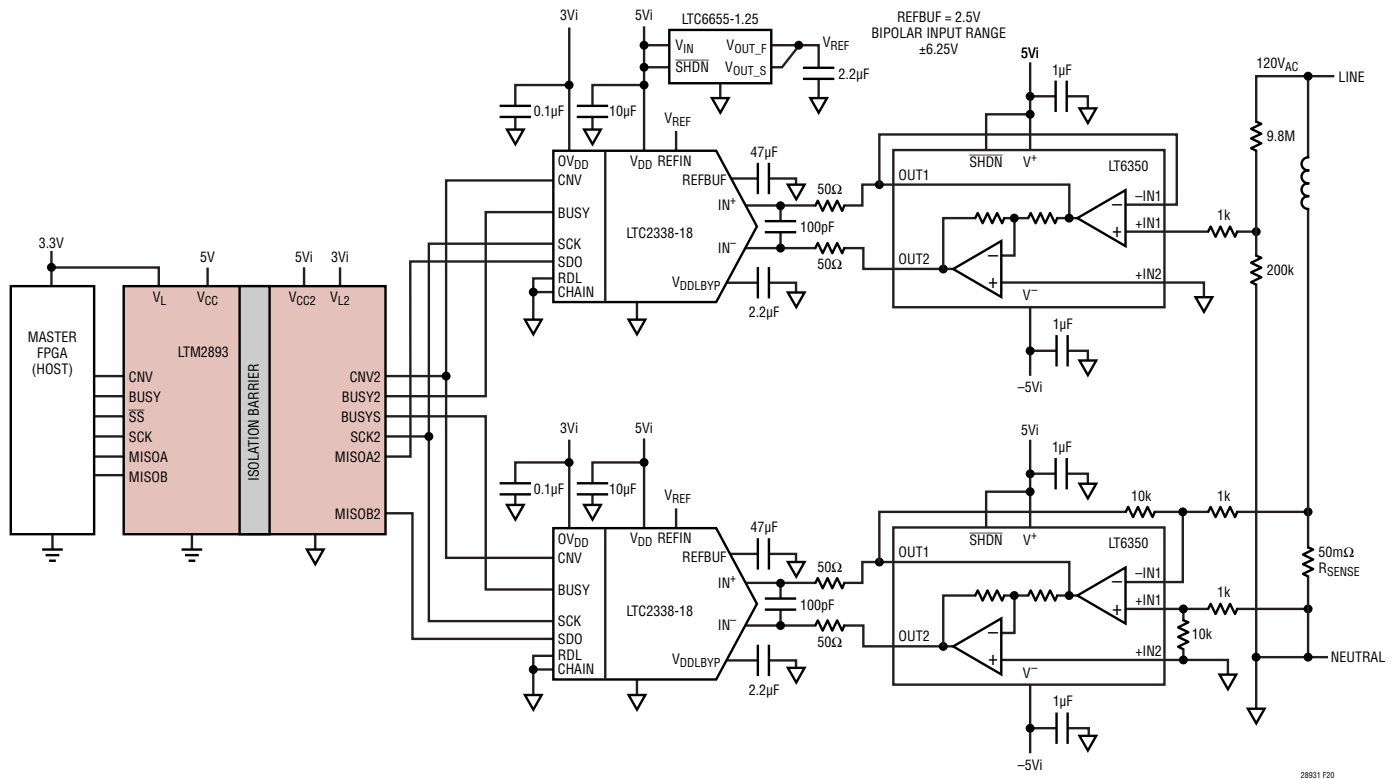 3Vi
5Vi
LTC6655-1.25
VIN
SHDN
VOUT_F
VOUT_S
VREF
2.2µF
REFBUF = 2.5V
BIPOLAR INPUT RANGE
±6.25V
5Vi
1µF
120VAC
LINE
0.1µF
10µF
VREF
9.8M
OVDD
VDD
REFIN
CNV
BUSY
SCK
SDO
RDL
CHAIN
LTC2338-18
REFBUF
IN+
IN−
VDDLBYP
47µF
50Ω
100pF
50Ω
2.2µF
SHDN
V+
LT6350
OUT1
OUT2
−IN1
+IN1
+IN2
V−
1k
200k
1µF
−5Vi
3.3V
5V
5Vi
3Vi
VL
VCC
VCC2
VL2
MASTER
FPGA
(HOST)
LTM2893
ISOLATION BARRIER
CNV
BUSY
SS
SCK
MISOA
MISOB
CNV2
BUSY2
BUSYS
SCK2
MISOA2
MISOB2
3Vi
5Vi
0.1µF
10µF
VREF
OVDD
VDD
REFIN
CNV
BUSY
SCK
SDO
RDL
CHAIN
LTC2338-18
REFBUF
IN+
IN−
VDDLBYP
47µF
50Ω
100pF
50Ω
2.2µF
5Vi
1µF
10k
1k
SHDN
V+
LT6350
OUT1
OUT2
−IN1
+IN1
+IN2
V−
1k
10k
50mΩ
RSENSE
NEUTRAL
1µF
−5Vi
28931 F20